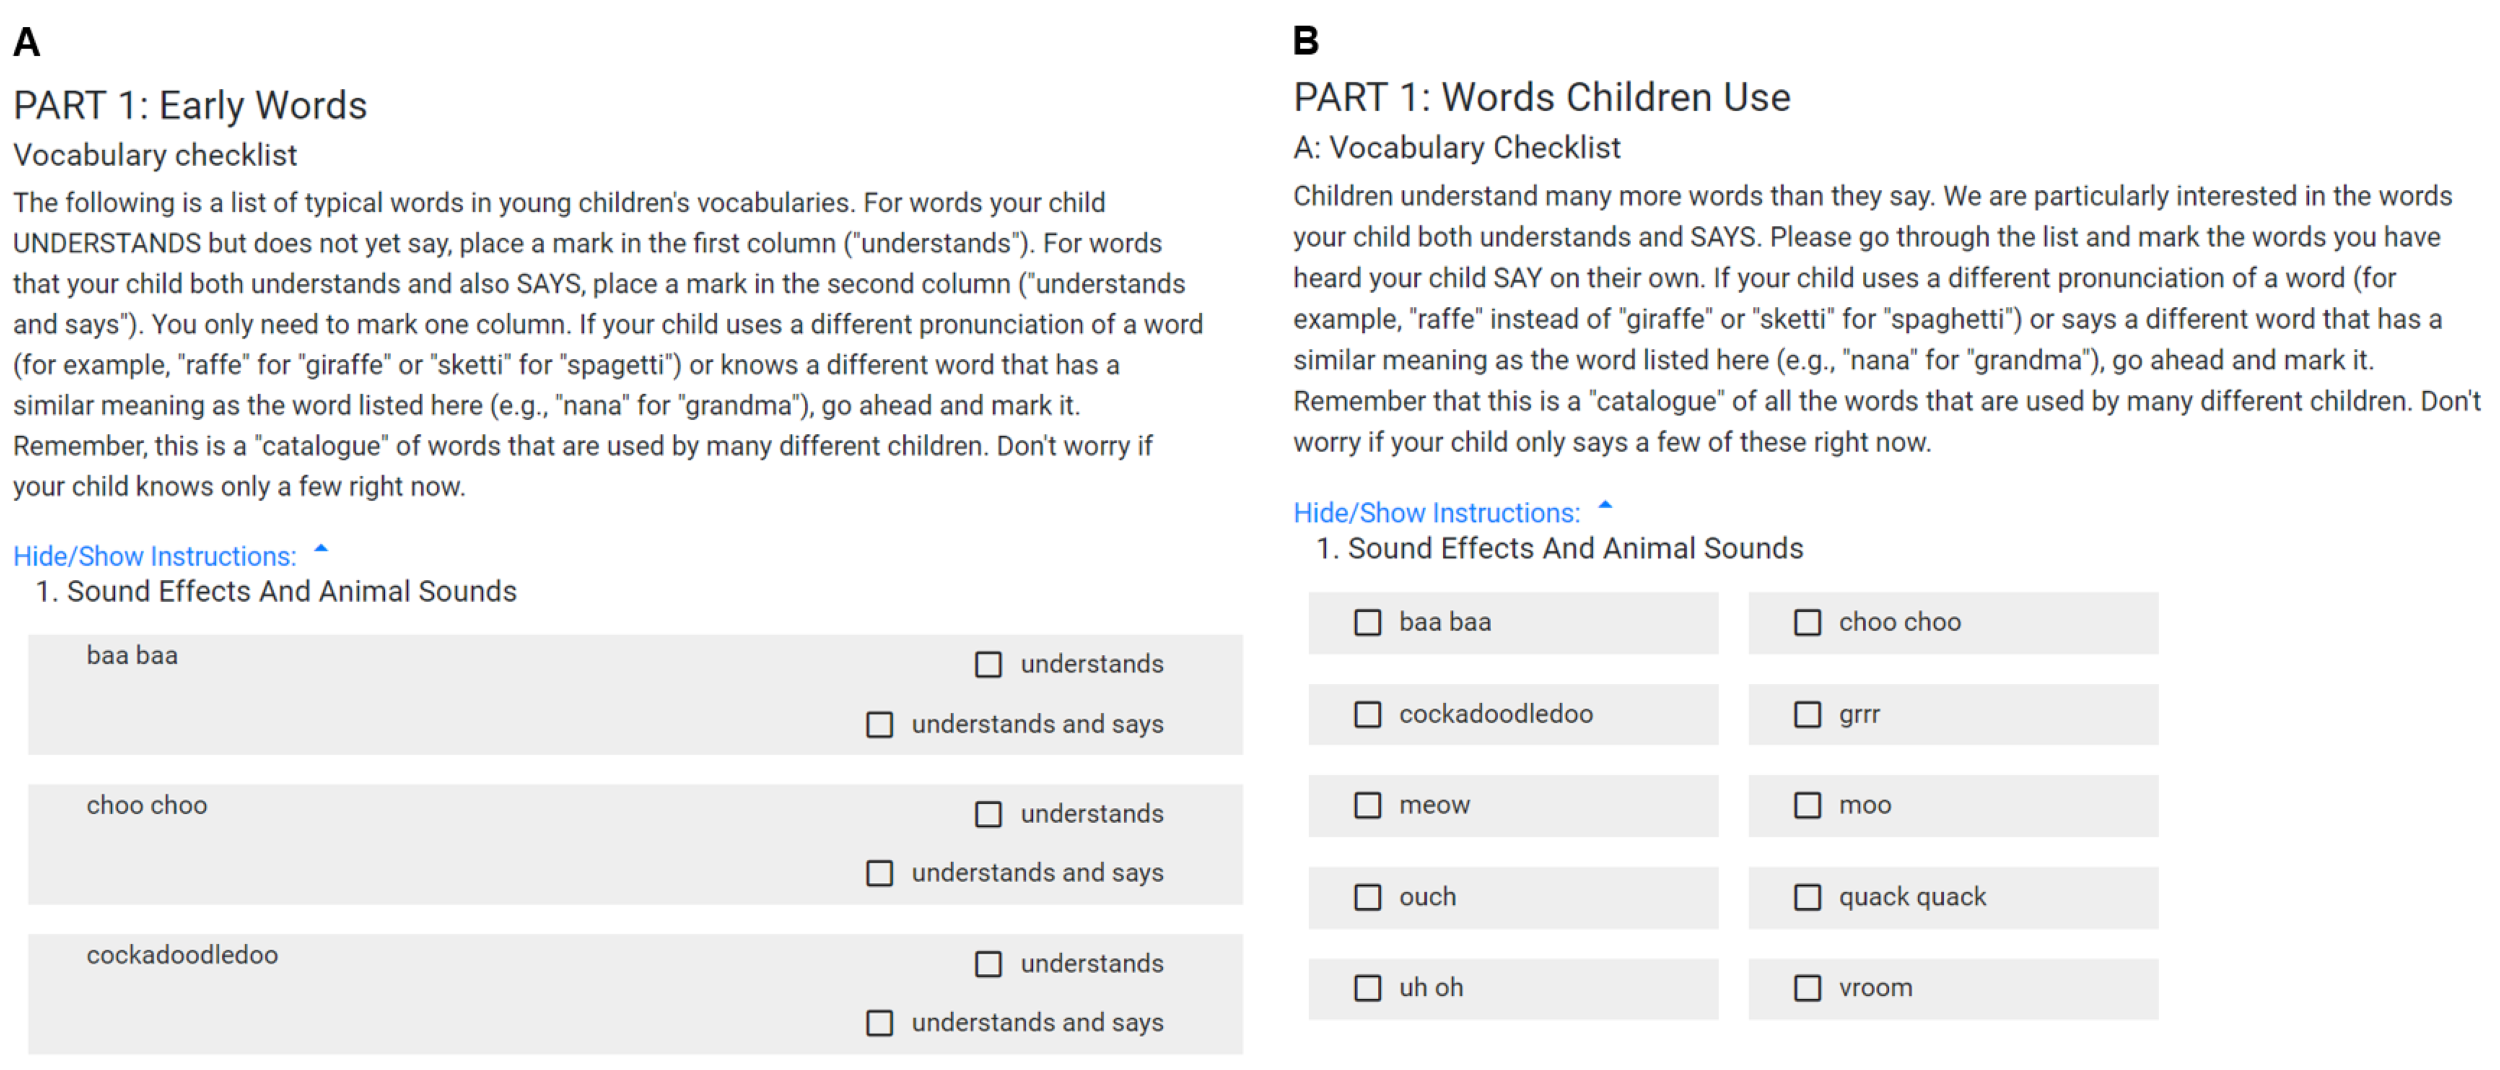 A
PART 1: Early Words
Vocabulary checklist
The following is a list of typical words in young children's vocabularies. For words your child
UNDERSTANDS but does not yet say, place a mark in the first column ("understands"). For words
that your child both understands and also SAYS, place a mark in the second column ("understands
and says"). You only need to mark one column. If your child uses a different pronunciation of a word
(for example, "raffe" for "giraffe" or "sketti" for "spagetti") or knows a different word that has a
similar meaning as the word listed here (e.g., "nana" for "grandma"), go ahead and mark it.
Remember, this is a "catalogue" of words that are used by many different children. Don't worry if
your child knows only a few right now.
Hide/Show Instructions:
1. Sound Effects And Animal Sounds
baa baa
understands
understands and says
choo choo
understands
understands and says
cockadoodledoo
understands
understands and says
B
PART 1: Words Children Use
A: Vocabulary Checklist
Children understand many more words than they say. We are particularly interested in the words
your child both understands and SAYS. Please go through the list and mark the words you have
heard your child SAY on their own. If your child uses a different pronunciation of a word (for
example, "raffe" instead of "giraffe" or "sketti" for "spaghetti") or says a different word that has a
similar meaning as the word listed here (e.g., "nana" for "grandma"), go ahead and mark it.
Remember that this is a "catalogue" of all the words that are used by many different children. Don't
worry if your child only says a few of these right now.
Hide/Show Instructions:
1. Sound Effects And Animal Sounds
baa baa
choo choo
cockadoodledoo
grrr
meow
moo
ouch
quack quack
uh oh
vroom